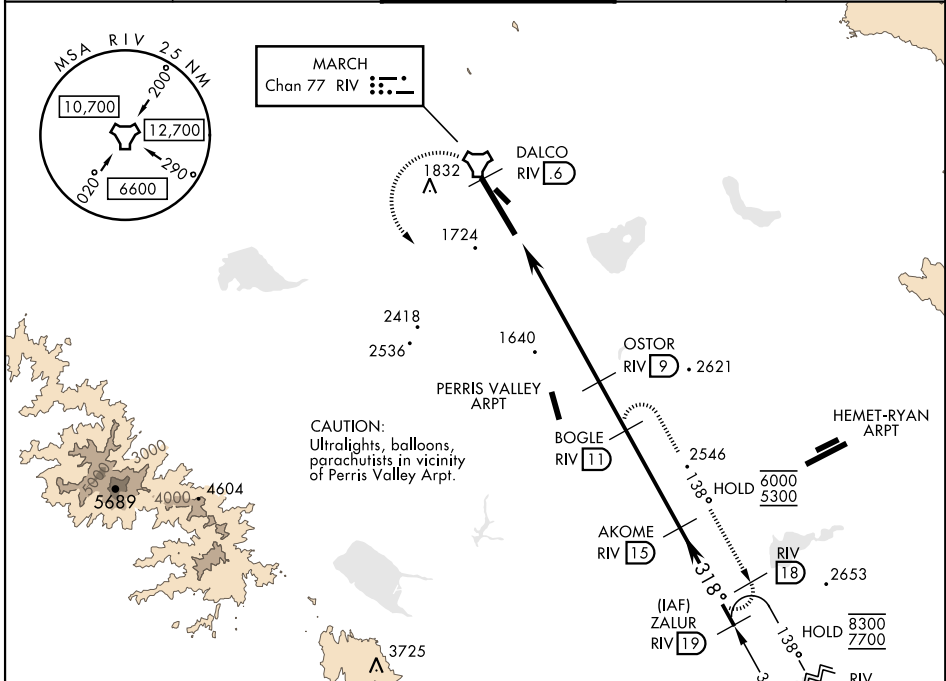 MSA RIV 25 NM
200°
10,700
12,700
020°
290°
6600
MARCH
Chan 77 RIV
1832
DALCO
RIV .6
1724
2418
2536
1640
OSTOR
RIV 9
2621
PERRIS VALLEY
ARPT
HEMET-RYAN
ARPT
CAUTION:
Ultralights, balloons,
parachutists in vicinity
of Perris Valley Arpt.
BOGLE
RIV 11
2546
138°
HOLD 6000
5300
3000
5000
5689
4000
4604
AKOME
RIV 15
318°
RIV
18
2653
(IAF)
ZALUR
RIV 19
138°
HOLD 8300
7700
3725
3
RIV